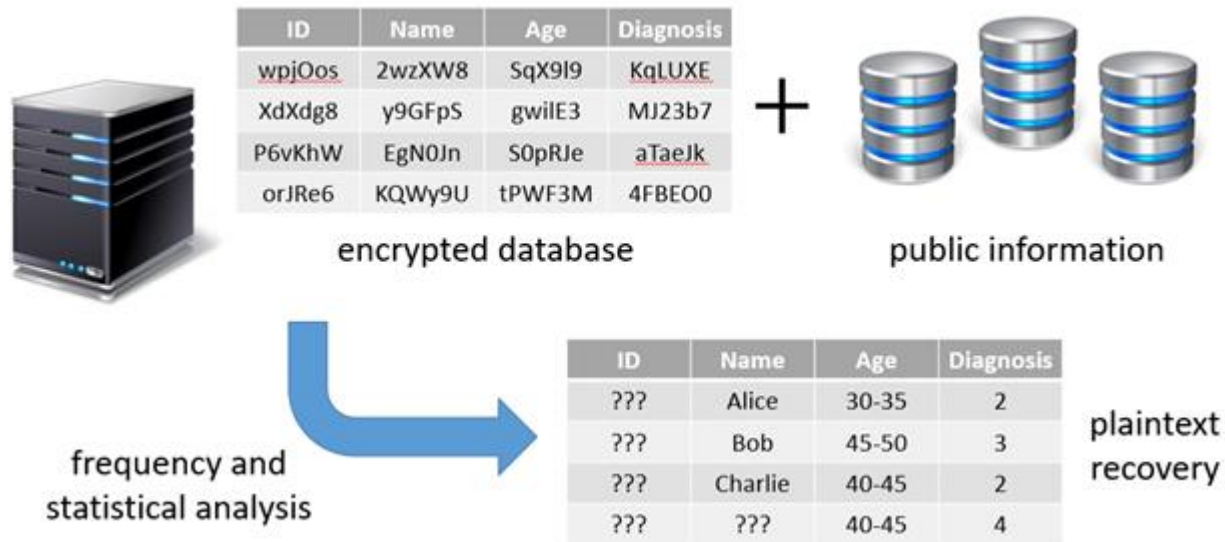 ID Name Age Diagnosis
wpjOos 2wzXW8 SqX9l9 KqLUXE
XdXdg8 y9GFpS gwilE3 MJ23b7
P6vKhW EgN0Jn S0pRJe aTaeJk
orJRe6 KQWy9U tPWF3M 4FBEO0
+
encrypted database
public information
ID Name Age Diagnosis
??? Alice 30-35 2
??? Bob 45-50 3
??? Charlie 40-45 2
??? ??? 40-45 4
frequency and
statistical analysis
plaintext
recovery